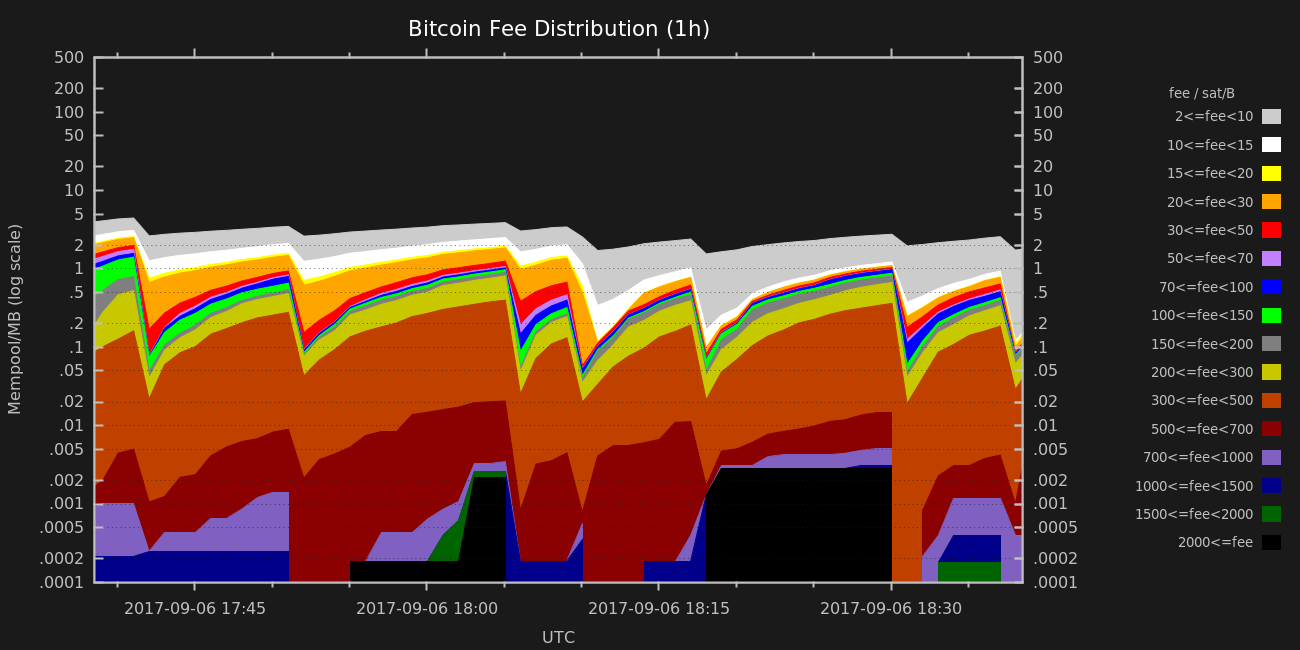 Bitcoin Fee Distribution (1h)
500 500
200 200
100 100
50 50
20 20
10 10
5 5
2 2
1 1
.5 .5
.2 .2
.1 .1
.05 .05
.02 .02
.01 .01
.005 .005
.002 .002
.001 .001
.0005 .0005
.0002 .0002
.0001 .0001
Mempool/MB (log scale)
2017-09-06 17:45 2017-09-06 18:00 2017-09-06 18:15 2017-09-06 18:30
UTC
fee / sat/B
2<=fee<10
10<=fee<15
15<=fee<20
20<=fee<30
30<=fee<50
50<=fee<70
70<=fee<100
100<=fee<150
150<=fee<200
200<=fee<300
300<=fee<500
500<=fee<700
700<=fee<1000
1000<=fee<1500
1500<=fee<2000
2000<=fee